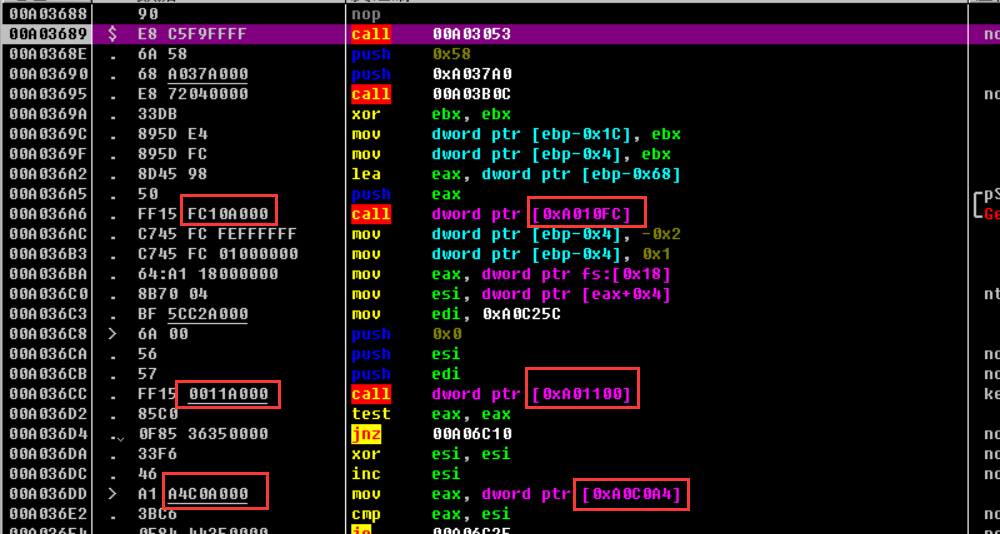 00A03688 90 nop
00A03689 $ E8 C5F9FFFF call 00A03053 no
00A0368E . 6A 58 push 0x58
00A03690 . 68 A037A000 push 0xA037A0
00A03695 . E8 72040000 call 00A03B0C no
00A0369A . 33DB xor ebx, ebx
00A0369C . 895D E4 mov dword ptr [ebp-0x1C], ebx
00A0369F . 895D FC mov dword ptr [ebp-0x4], ebx
00A036A2 . 8D45 98 lea eax, dword ptr [ebp-0x68]
00A036A5 . 50 push eax pS
00A036A6 . FF15 FC10A000 call dword ptr [0xA010FC] Ge
00A036AC . C745 FC FEFFFFFF mov dword ptr [ebp-0x4], -0x2
00A036B3 . C745 FC 01000000 mov dword ptr [ebp-0x4], 0x1
00A036BA . 64:A1 18000000 mov eax, dword ptr fs:[0x18]
00A036C0 . 8B70 04 mov esi, dword ptr [eax+0x4] nt
00A036C3 . BF 5CC2A000 mov edi, 0xA0C25C
00A036C8 > 6A 00 push 0x0
00A036CA . 56 push esi no
00A036CB . 57 push edi no
00A036CC . FF15 0011A000 call dword ptr [0xA01100] ke
00A036D2 . 85C0 test eax, eax
00A036D4 . 0F85 36350000 jnz 00A06C10 no
00A036DA . 33F6 xor esi, esi no
00A036DC . 46 inc esi no
00A036DD > A1 A4C0A000 mov eax, dword ptr [0xA0C0A4]
00A036E2 . 3BC6 cmp eax, esi no